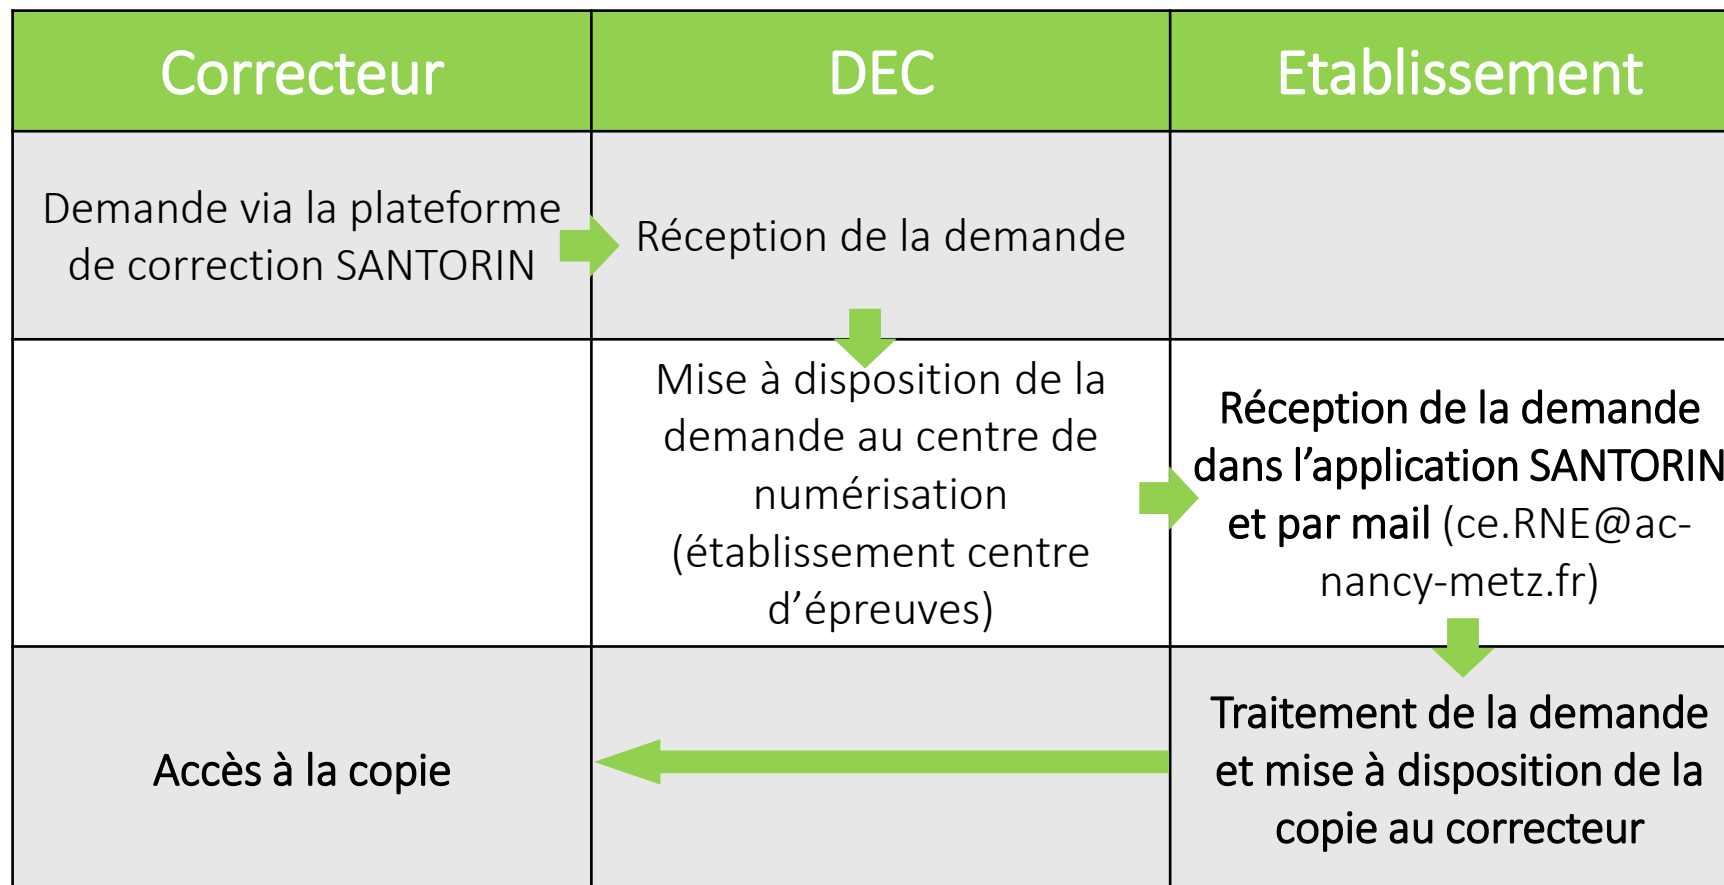 Correcteur
DEC
Etablissement
Demande via la plateforme
de correction SANTORIN
Réception de la demande
Mise à disposition de la
demande au centre de
numérisation
(établissement centre
d’épreuves)
Réception de la demande
dans l’application SANTORIN
et par mail (ce.RNE@ac-
nancy-metz.fr)
Accès à la copie
Traitement de la demande
et mise à disposition de la
copie au correcteur